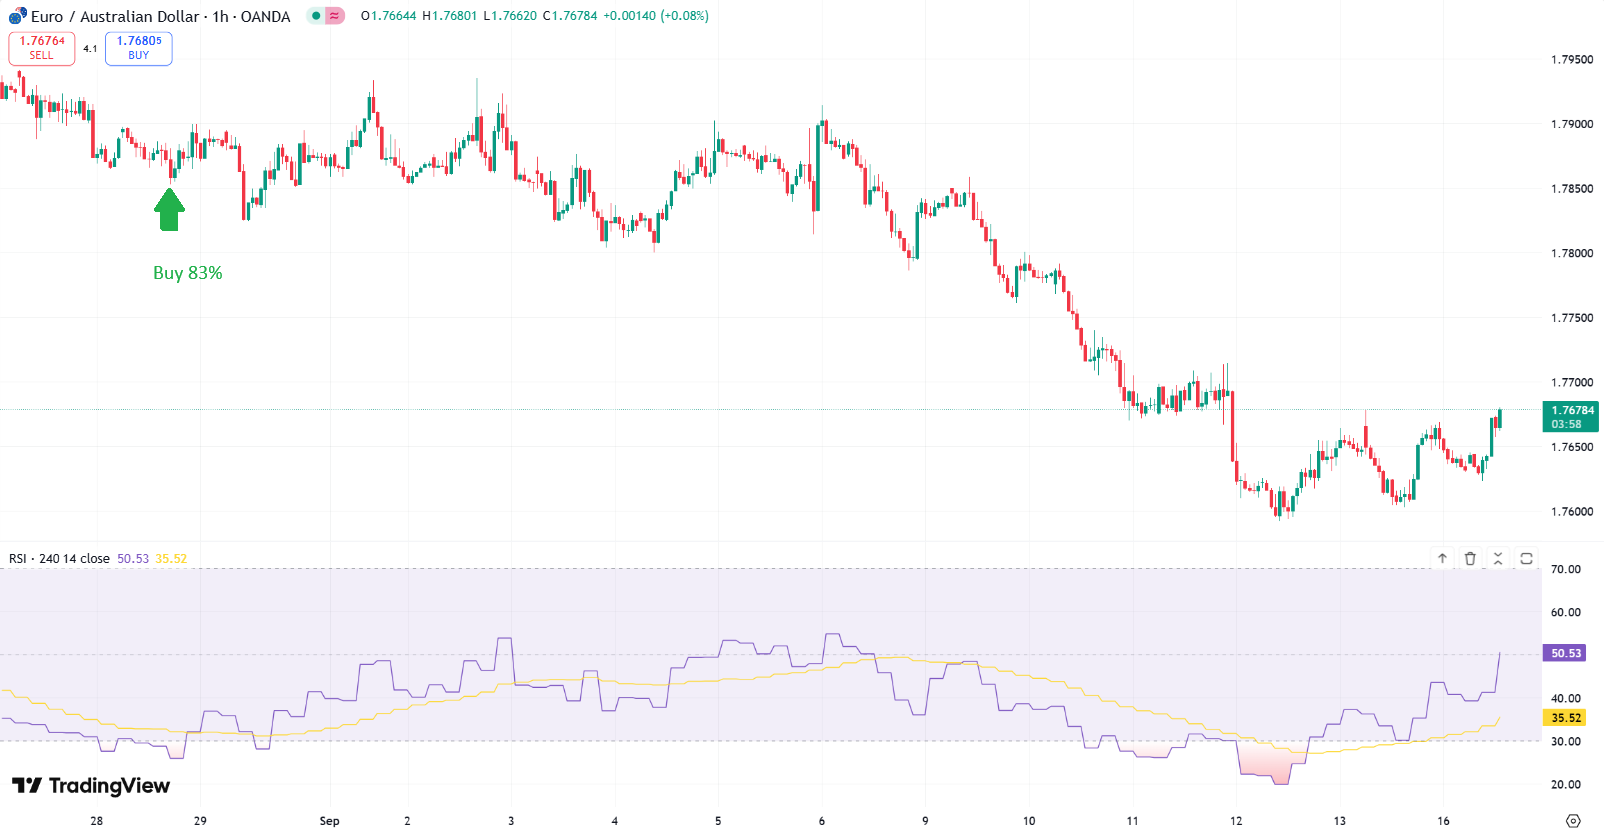 Euro / Australian Dollar · 1h · OANDA O1.76644 H1.76801 L1.76620 C1.76784 +0.00140 (+0.08%)
1.76764 4.1 1.76805
SELL BUY
1.79500
1.79000
1.78500
1.78000
1.77500
1.77000
1.76784
03:58
1.76500
1.76000
Buy 83%
RSI · 240 14 close 50.53 35.52
70.00
60.00
50.53
40.00
35.52
30.00
20.00
TradingView
28 29 Sep 2 3 4 5 6 9 10 11 12 13 16